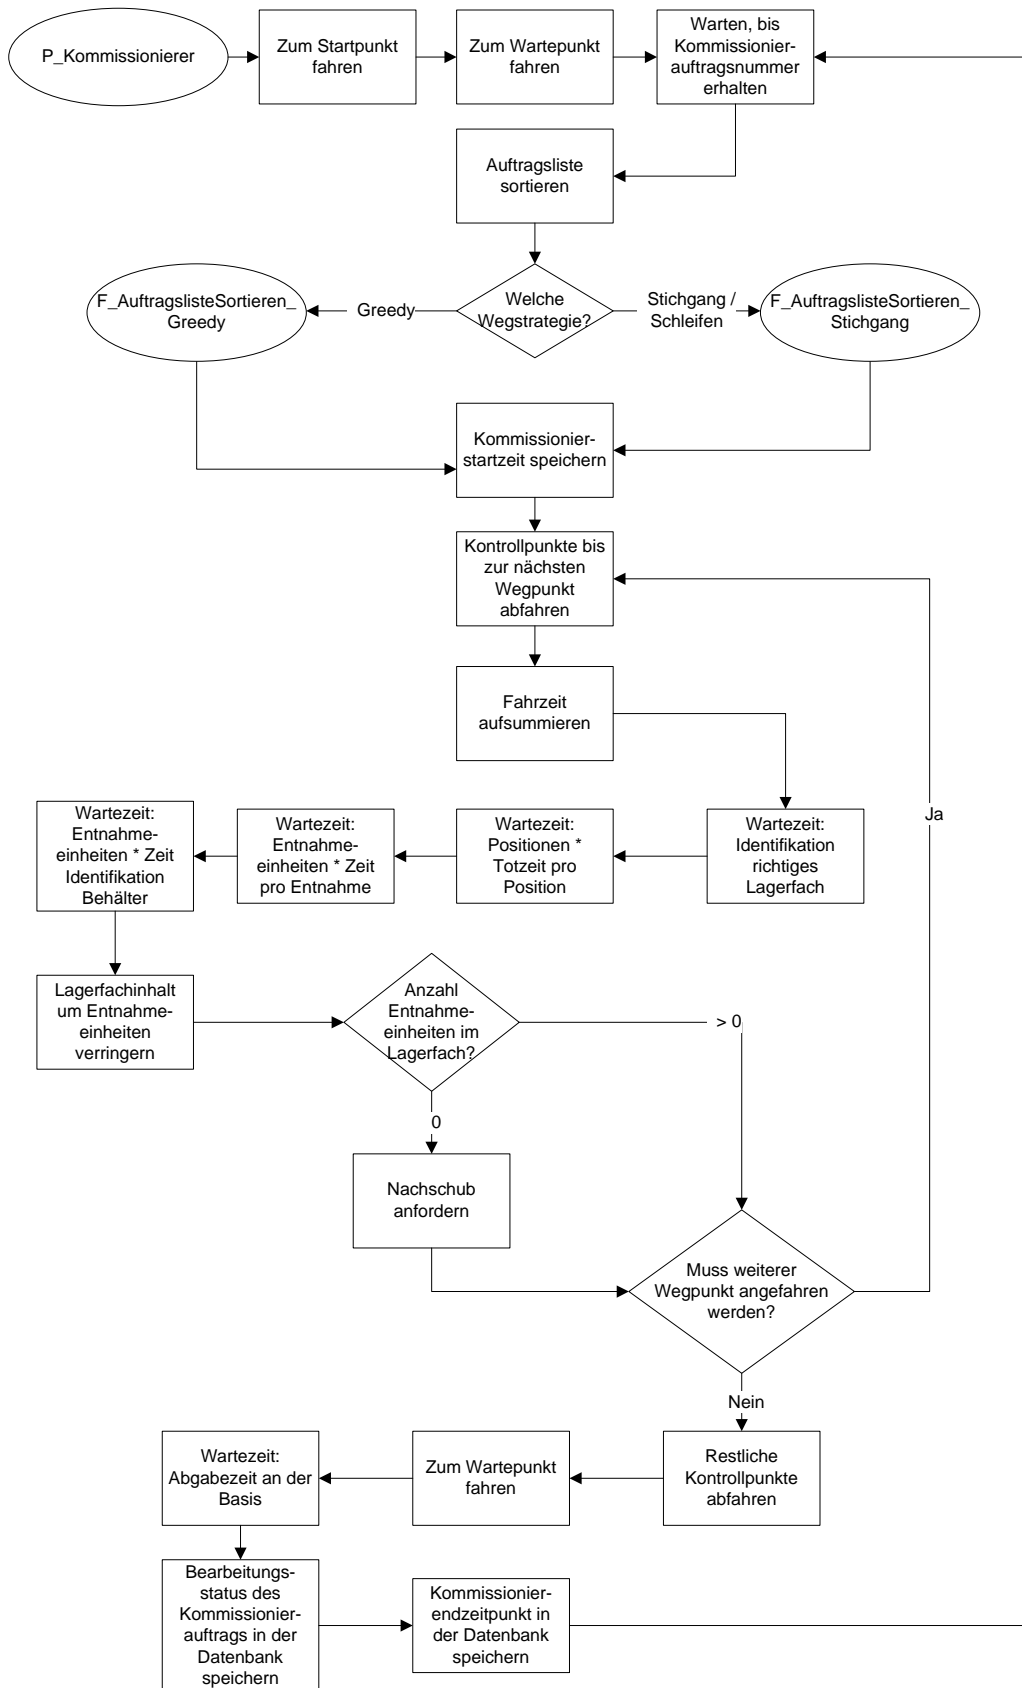 P_Kommissionierer
Zum Startpunkt
fahren
Zum Wartepunkt
fahren
Warten, bis
Kommissionier-
auftragsnummer
erhalten
Auftragsliste
sortieren
Welche
Wegstrategie?
Greedy
F_AuftragslisteSortieren_
Greedy
Stichgang /
Schleifen
F_AuftragslisteSortieren_
Stichgang
Kommissionier-
startzeit speichern
Kontrollpunkte bis
zur nächsten
Wegpunkt
abfahren
Fahrzeit
aufsummieren
Wartezeit:
Identifikation
richtiges
Lagerfach
Wartezeit:
Positionen *
Totzeit pro
Position
Wartezeit:
Entnahme-
einheiten * Zeit
pro Entnahme
Wartezeit:
Entnahme-
einheiten * Zeit
Identifikation
Behälter
Lagerfachinhalt
um Entnahme-
einheiten
verringern
Anzahl
Entnahme-
einheiten im
Lagerfach?
> 0
0
Nachschub
anfordern
Muss weiterer
Wegpunkt angefahren
werden?
Ja
Nein
Restliche
Kontrollpunkte
abfahren
Zum Wartepunkt
fahren
Wartezeit:
Abgabezeit an der
Basis
Bearbeitungs-
status des
Kommissionier-
auftrags in der
Datenbank
speichern
Kommissionier-
endzeitpunkt in
der Datenbank
speichern